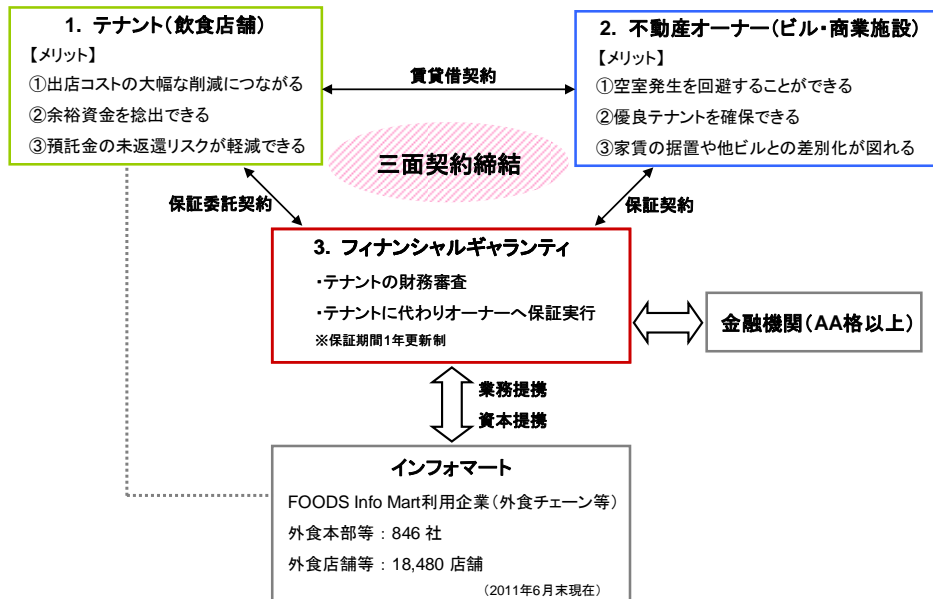 1. テナント(飲食店舗)
【メリット】
①出店コストの大幅な削減につながる
②余裕資金を捻出できる
③預託金の未返還リスクが軽減できる
賃貸借契約
2. 不動産オーナー(ビル・商業施設)
【メリット】
①空室発生を回避することができる
②優良テナントを確保できる
③家賃の据置や他ビルとの差別化が図れる
三面契約締結
保証委託契約
保証契約
3. フィナンシャルギャランティ
・テナントの財務審査
・テナントに代わりオーナーへ保証実行
※保証期間1年更新制
金融機関(AA格以上)
業務提携
資本提携
インフォマート
FOODS Info Mart利用企業(外食チェーン等)
外食本部等：846 社
外食店舗等：18,480 店舗
(2011年6月末現在)